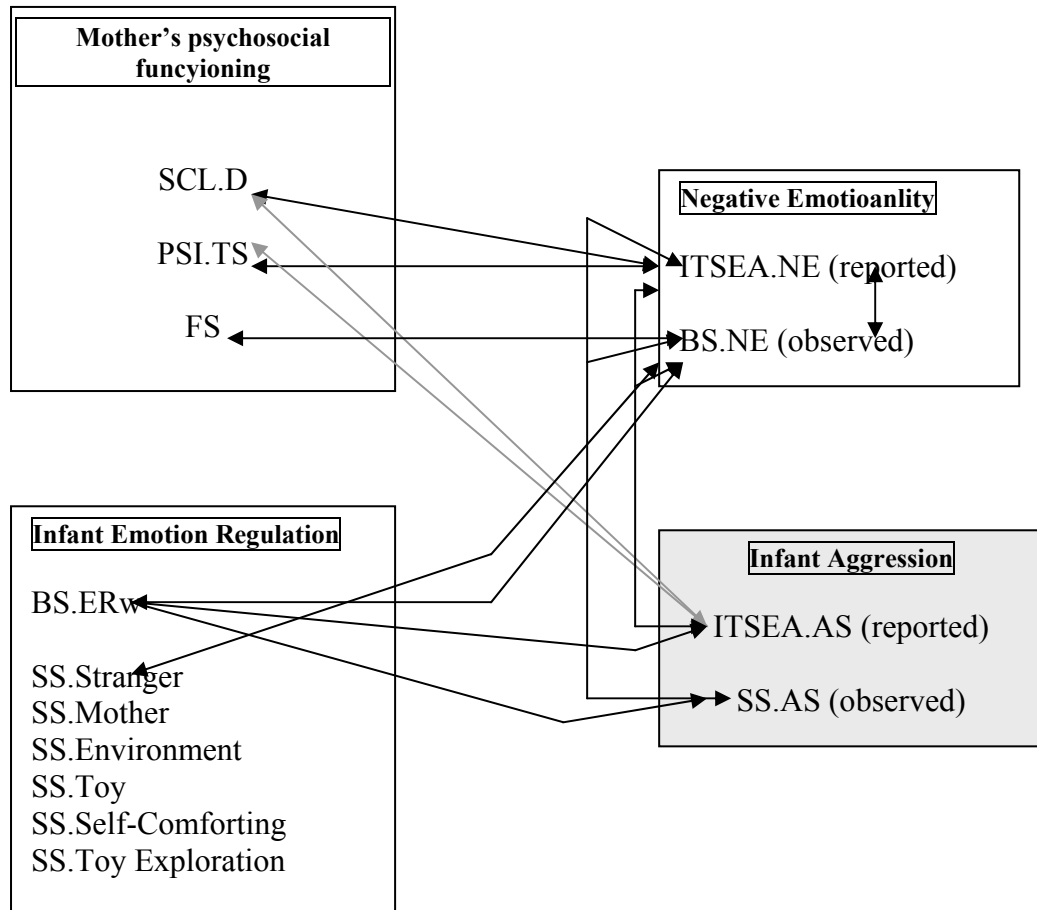 Mother’s psychosocial
funcyioning
SCL.D
PSI.TS
FS
Negative Emotioanlity
ITSEA.NE (reported)
BS.NE (observed)
Infant Emotion Regulation
BS.ERw
SS.Stranger
SS.Mother
SS.Environment
SS.Toy
SS.Self-Comforting
SS.Toy Exploration
Infant Aggression
ITSEA.AS (reported)
SS.AS (observed)